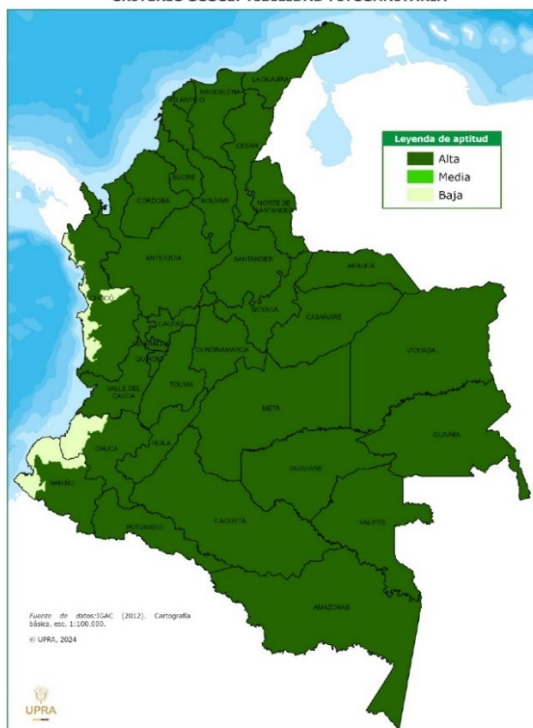 LA GUAJIRA
MAGDALENA
ATLÁNTICO
CESAR
SUCRE
CÓRDOBA
BOLÍVAR
NORTE DE
SANTANDER
ANTIOQUIA
SANTANDER
ARAUCA
CHOCÓ
BOYACÁ
CASANARE
CALDAS
CUNDINAMARCA
VICHADA
QUINDÍO
TOLIMA
VALLE DEL
CAUCA
META
GUAINÍA
CAUCA
HUILA
GUAVIARE
NARIÑO
VAUPÉS
PUTUMAYO
CAQUETÁ
AMAZONAS
Leyenda de aptitud
Alta
Media
Baja
Fuente de datos:IGAC (2012). Cartografía
básica, esc. 1:100.000.
© UPRA, 2024
UPRA